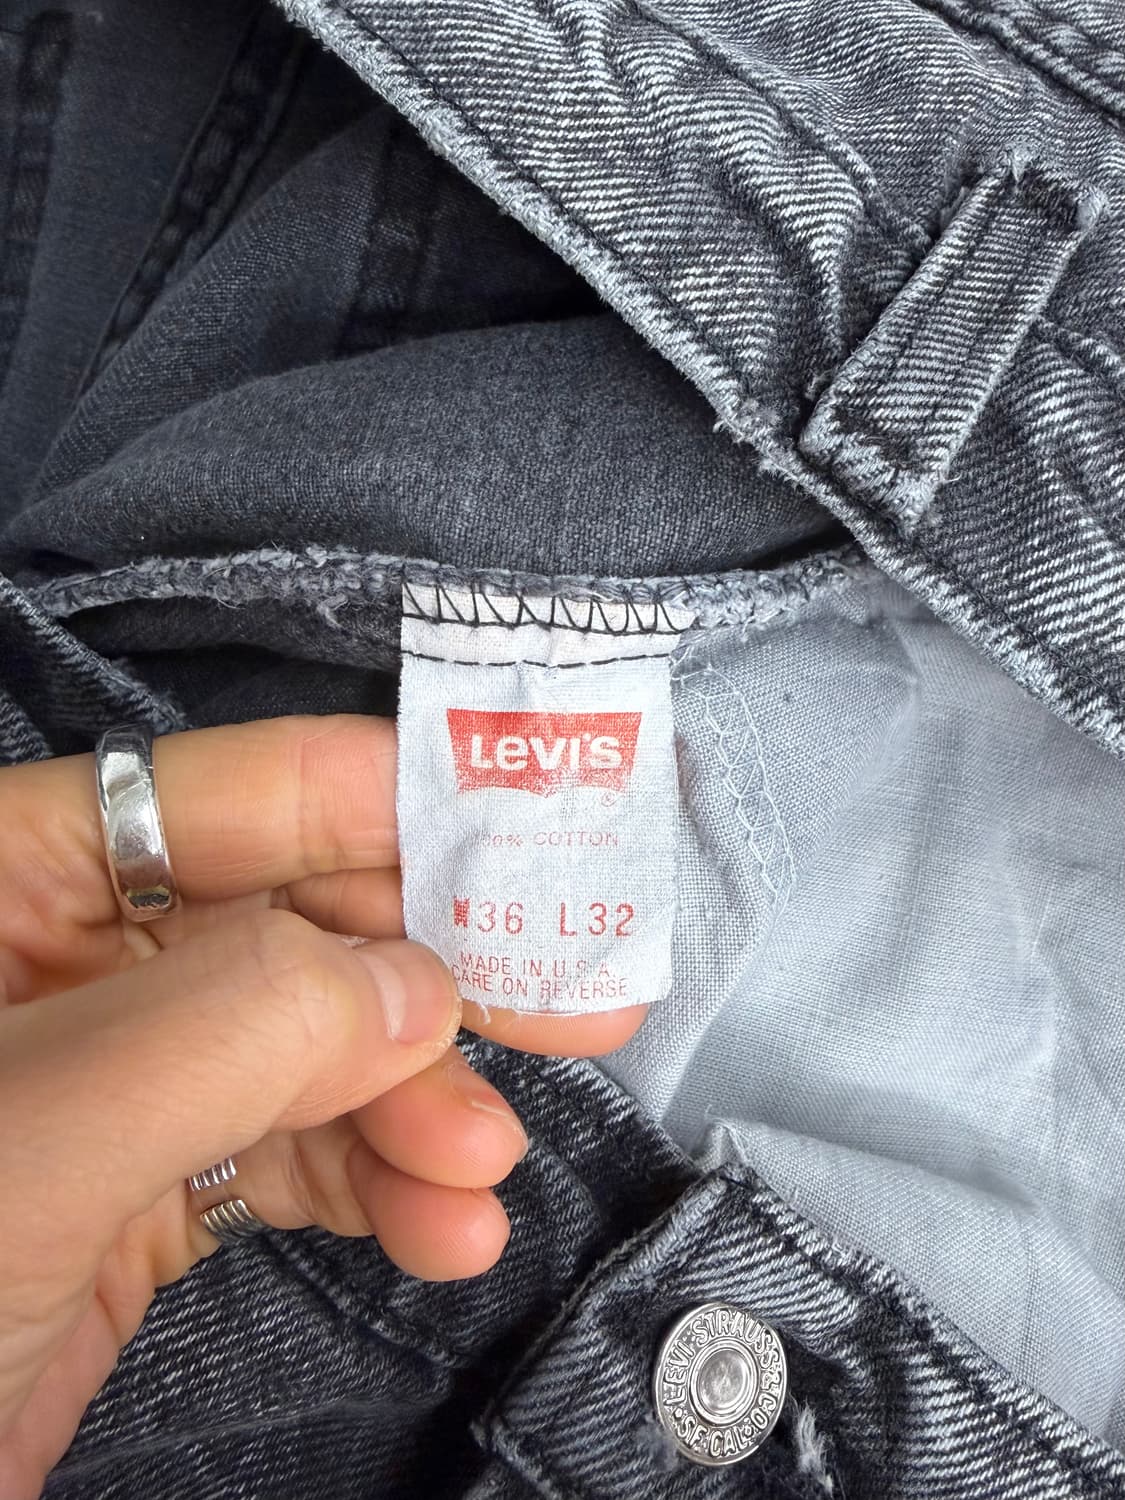 Levi's
®
100% COTTON
W36 L32
MADE IN U.S.A.
CARE ON REVERSE
LEVI STRAUSS & CO
S.F. CAL.